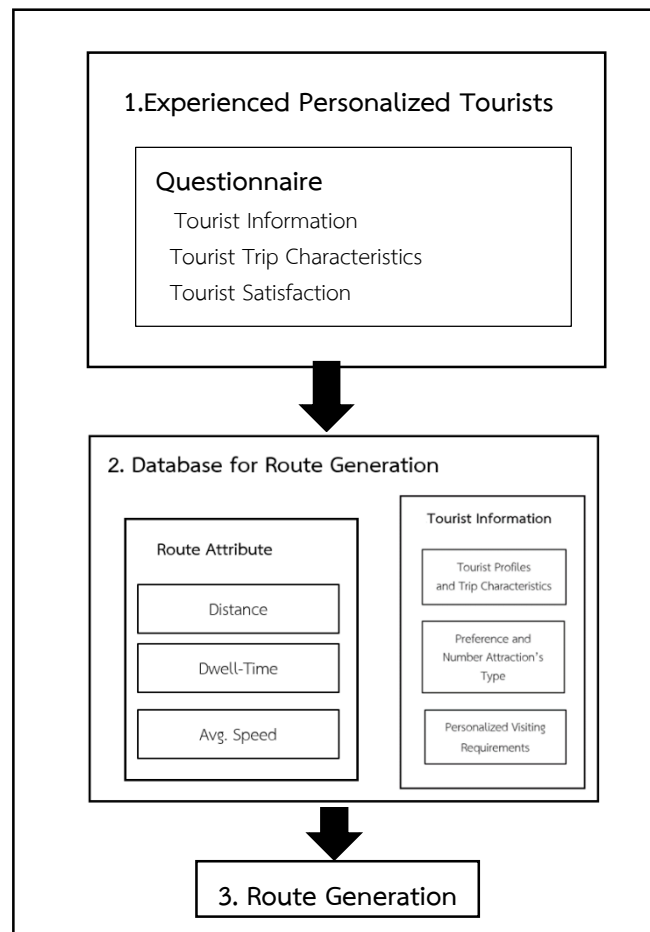 1.Experienced Personalized Tourists
Questionnaire
Tourist Information
Tourist Trip Characteristics
Tourist Satisfaction
2. Database for Route Generation
Route Attribute
Distance
Dwell-Time
Avg. Speed
Tourist Information
Tourist Profiles
and Trip Characteristics
Preference and
Number Attraction's
Type
Personalized Visiting
Requirements
3. Route Generation